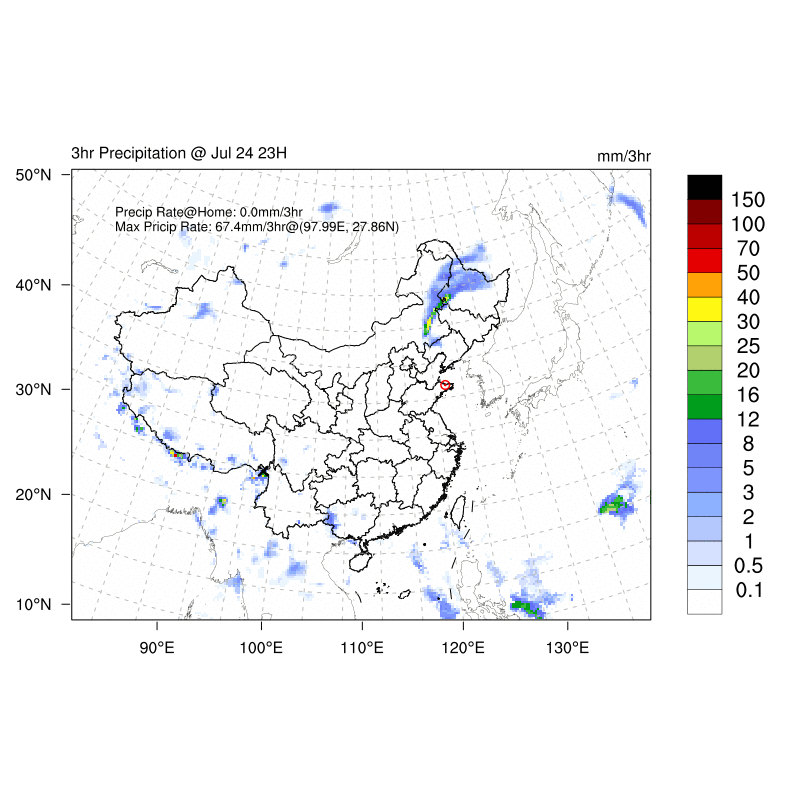 3hr Precipitation @ Jul 24 23H
mm/3hr
Precip Rate@Home: 0.0mm/3hr
Max Pricip Rate: 67.4mm/3hr@(97.99E, 27.86N)
50°N
40°N
30°N
20°N
10°N
90°E
100°E
110°E
120°E
130°E
150
100
70
50
40
30
25
20
16
12
8
5
3
2
1
0.5
0.1